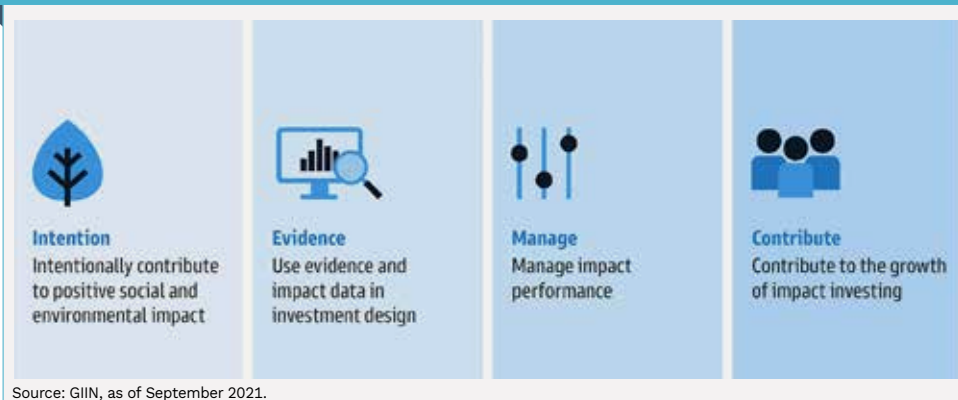 Intention
Intentionally contribute
to positive social and
environmental impact
Evidence
Use evidence and
impact data in
investment design
Manage
Manage impact
performance
Contribute
Contribute to the growth
of impact investing
Source: GIIN, as of September 2021.